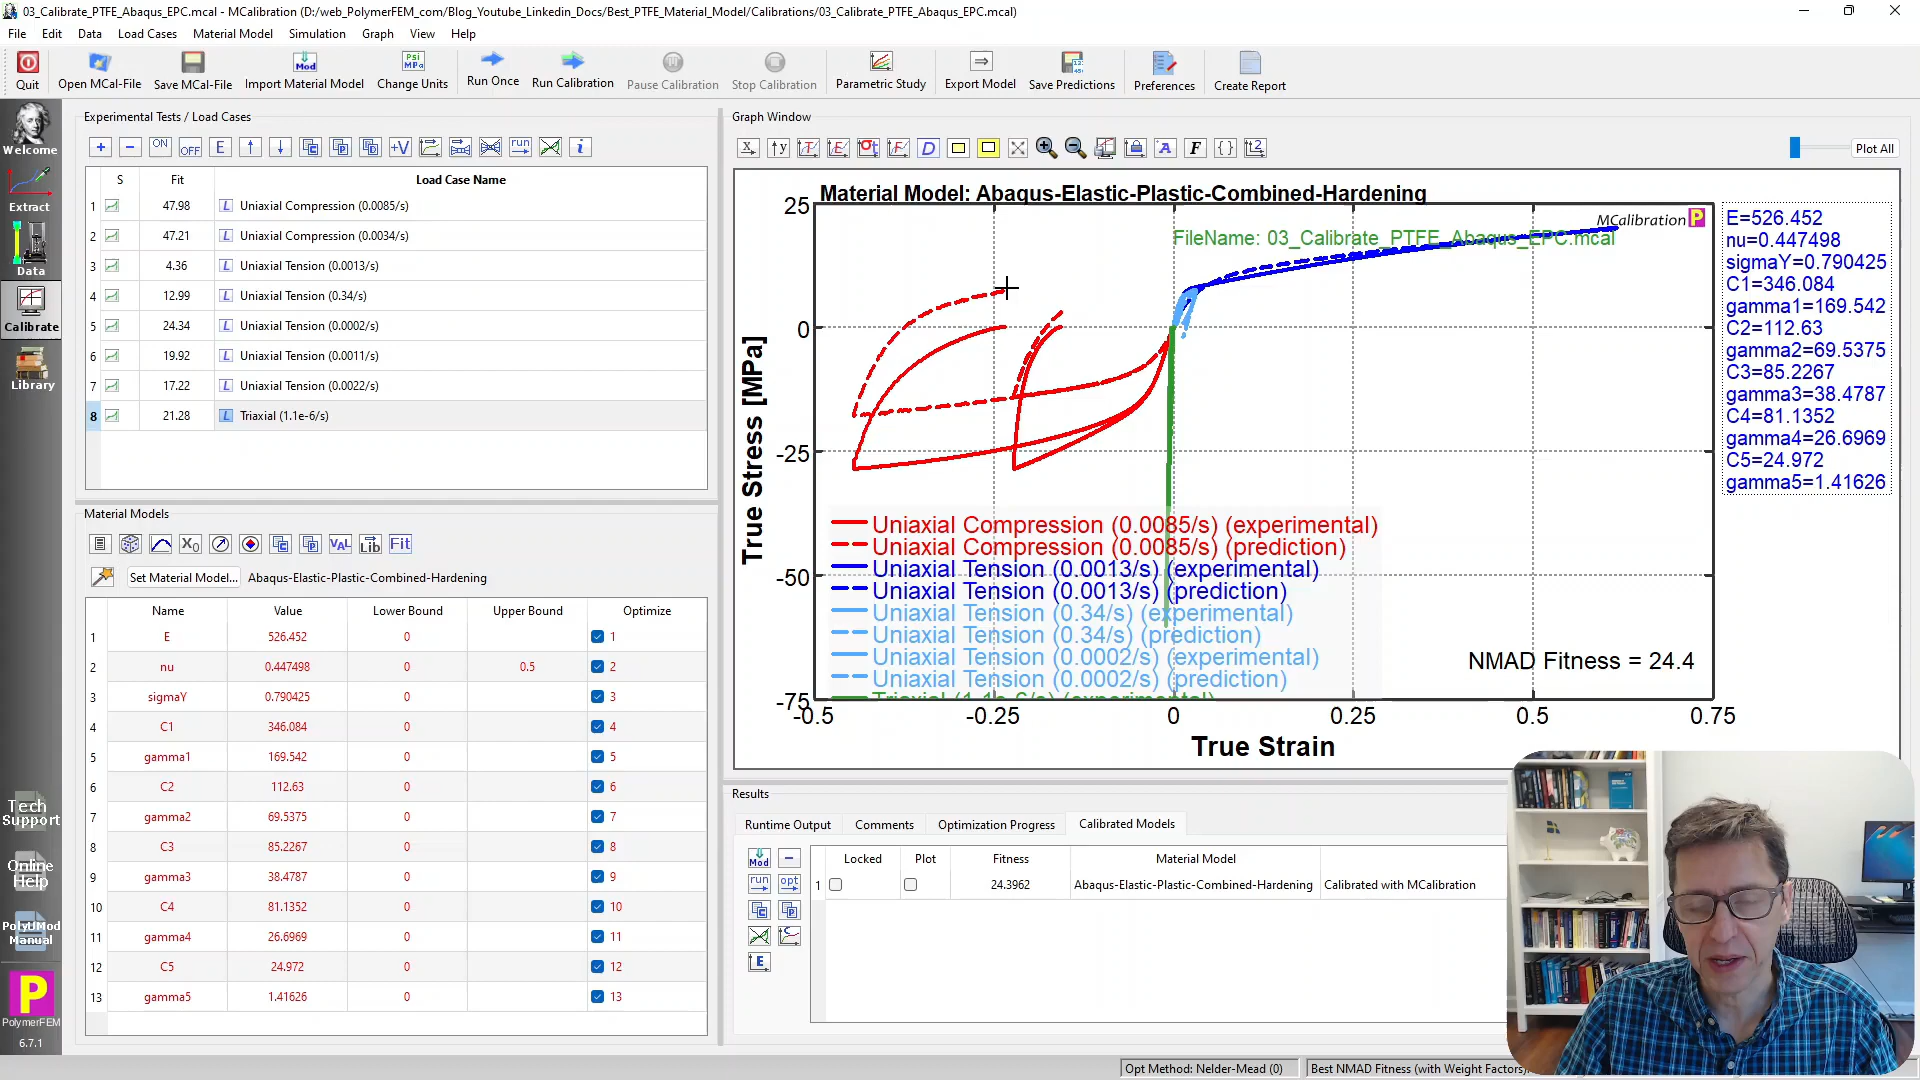 03_Calibrate_PTFE_Abaqus_EPC.mcal - MCalibration (D:/web_PolymerFEM_com/Blog_Youtube_Linkedin_Docs/Best_PTFE_Material_Model/Calibrations/03_Calibrate_PTFE_Abaqus_EPC.mcal)
File Edit Data Load Cases Material Model Simulation Graph View Help
Quit Open MCal-File Save MCal-File Import Material Model Change Units Run Once Run Calibration Pause Calibration Stop Calibration Parametric Study Export Model Save Predictions Preferences Create Report
Welcome
Extract
Data
Calibrate
Library
Tech
Support
Online
Help
PolyUMod
Manual
PolymerFEM
6.7.1
Experimental Tests / Load Cases
ON OFF E +V run i
S Fit Load Case Name
1 47.98 L Uniaxial Compression (0.0085/s)
2 47.21 L Uniaxial Compression (0.0034/s)
3 4.36 L Uniaxial Tension (0.0013/s)
4 12.99 L Uniaxial Tension (0.34/s)
5 24.34 L Uniaxial Tension (0.0002/s)
6 19.92 L Uniaxial Tension (0.0011/s)
7 17.22 L Uniaxial Tension (0.0022/s)
8 21.28 L Triaxial (1.1e-6/s)
Material Models
X0 VAL Lib Fit
Set Material Model... Abaqus-Elastic-Plastic-Combined-Hardening
Name Value Lower Bound Upper Bound Optimize
1 E 526.452 0 1
2 nu 0.447498 0 0.5 2
3 sigmaY 0.790425 0 3
4 C1 346.084 0 4
5 gamma1 169.542 0 5
6 C2 112.63 0 6
7 gamma2 69.5375 0 7
8 C3 85.2267 0 8
9 gamma3 38.4787 0 9
10 C4 81.1352 0 10
11 gamma4 26.6969 0 11
12 C5 24.972 0 12
13 gamma5 1.41626 0 13
Graph Window
Plot All
Material Model: Abaqus-Elastic-Plastic-Combined-Hardening
MCalibration P
FileName: 03_Calibrate_PTFE_Abaqus_EPC.mcal
25
0
-25
-50
-75
True Stress [MPa]
-0.5 -0.25 0 0.25 0.5 0.75
True Strain
Uniaxial Compression (0.0085/s) (experimental)
Uniaxial Compression (0.0085/s) (prediction)
Uniaxial Tension (0.0013/s) (experimental)
Uniaxial Tension (0.0013/s) (prediction)
Uniaxial Tension (0.34/s) (experimental)
Uniaxial Tension (0.34/s) (prediction)
Uniaxial Tension (0.0002/s) (experimental)
Uniaxial Tension (0.0002/s) (prediction)
Triaxial (1.1e-6/s) (experimental)
NMAD Fitness = 24.4
E=526.452
nu=0.447498
sigmaY=0.790425
C1=346.084
gamma1=169.542
C2=112.63
gamma2=69.5375
C3=85.2267
gamma3=38.4787
C4=81.1352
gamma4=26.6969
C5=24.972
gamma5=1.41626
Results
Runtime Output Comments Optimization Progress Calibrated Models
Mod
run opt
E
Locked Plot Fitness Material Model
1 24.3962 Abaqus-Elastic-Plastic-Combined-Hardening Calibrated with MCalibration
Opt Method: Nelder-Mead (0) Best NMAD Fitness (with Weight Factors)